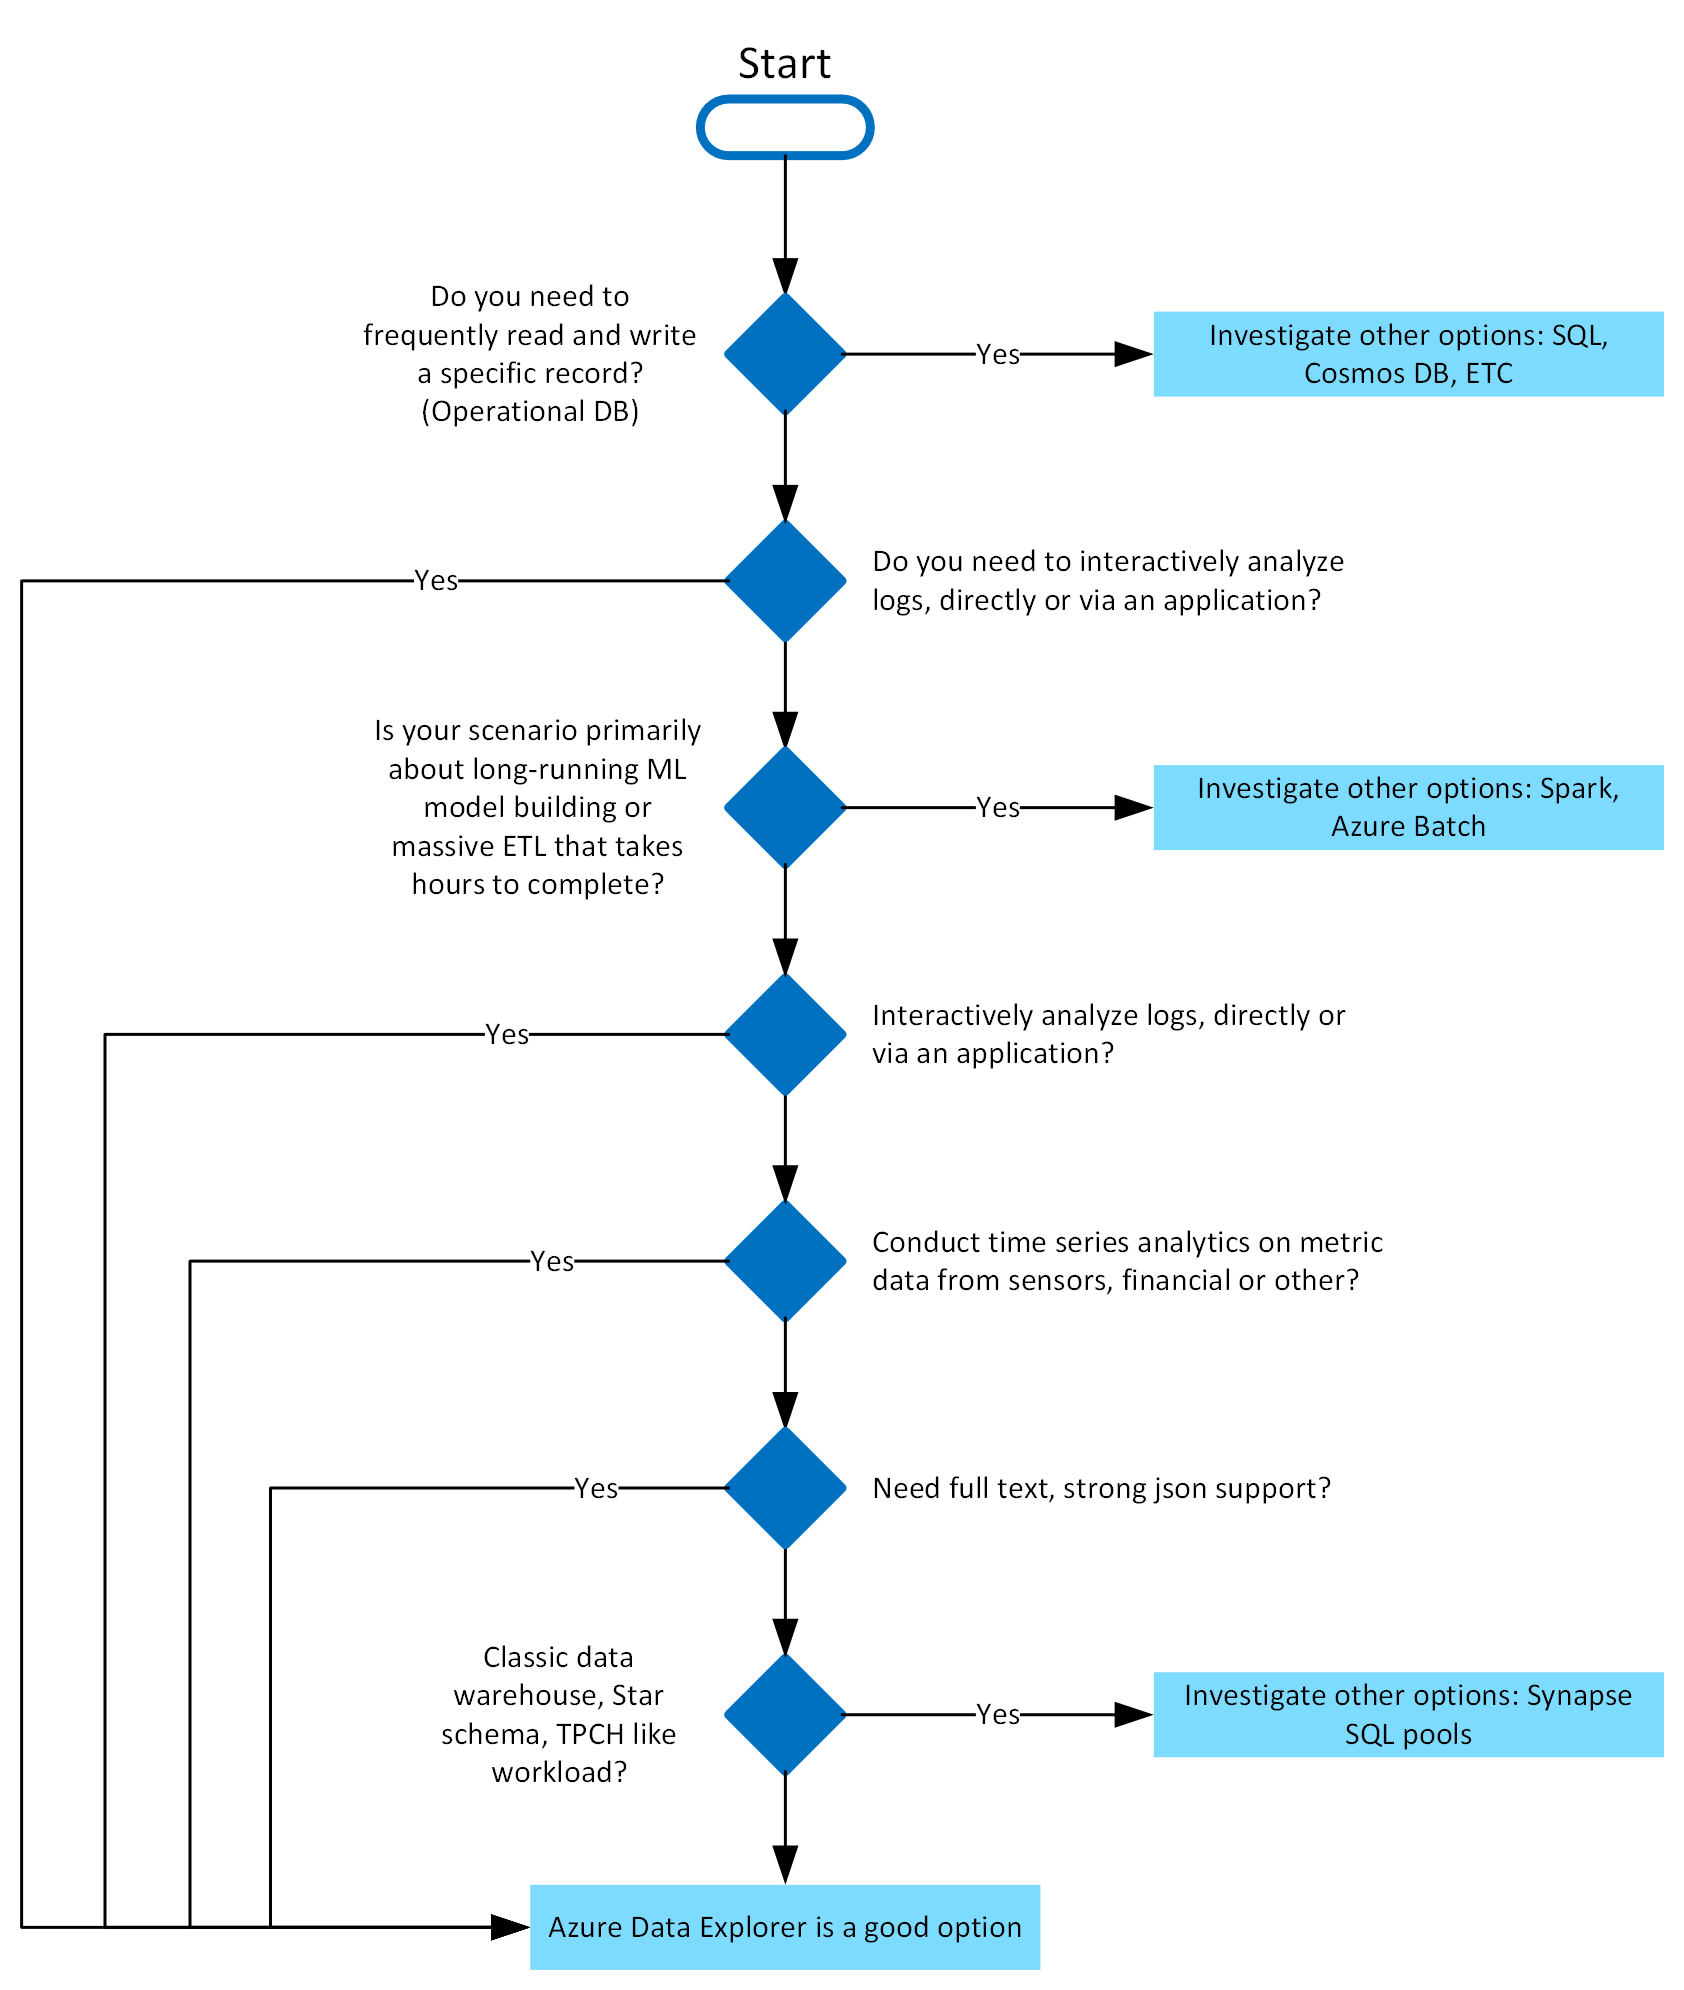 Start
Do you need to
frequently read and write
a specific record?
(Operational DB)
Yes
Investigate other options: SQL,
Cosmos DB, ETC
Yes
Do you need to interactively analyze
logs, directly or via an application?
Is your scenario primarily
about long-running ML
model building or
massive ETL that takes
hours to complete?
Yes
Investigate other options: Spark,
Azure Batch
Yes
Interactively analyze logs, directly or
via an application?
Yes
Conduct time series analytics on metric
data from sensors, financial or other?
Yes
Need full text, strong json support?
Classic data
warehouse, Star
schema, TPCH like
workload?
Yes
Investigate other options: Synapse
SQL pools
Azure Data Explorer is a good option